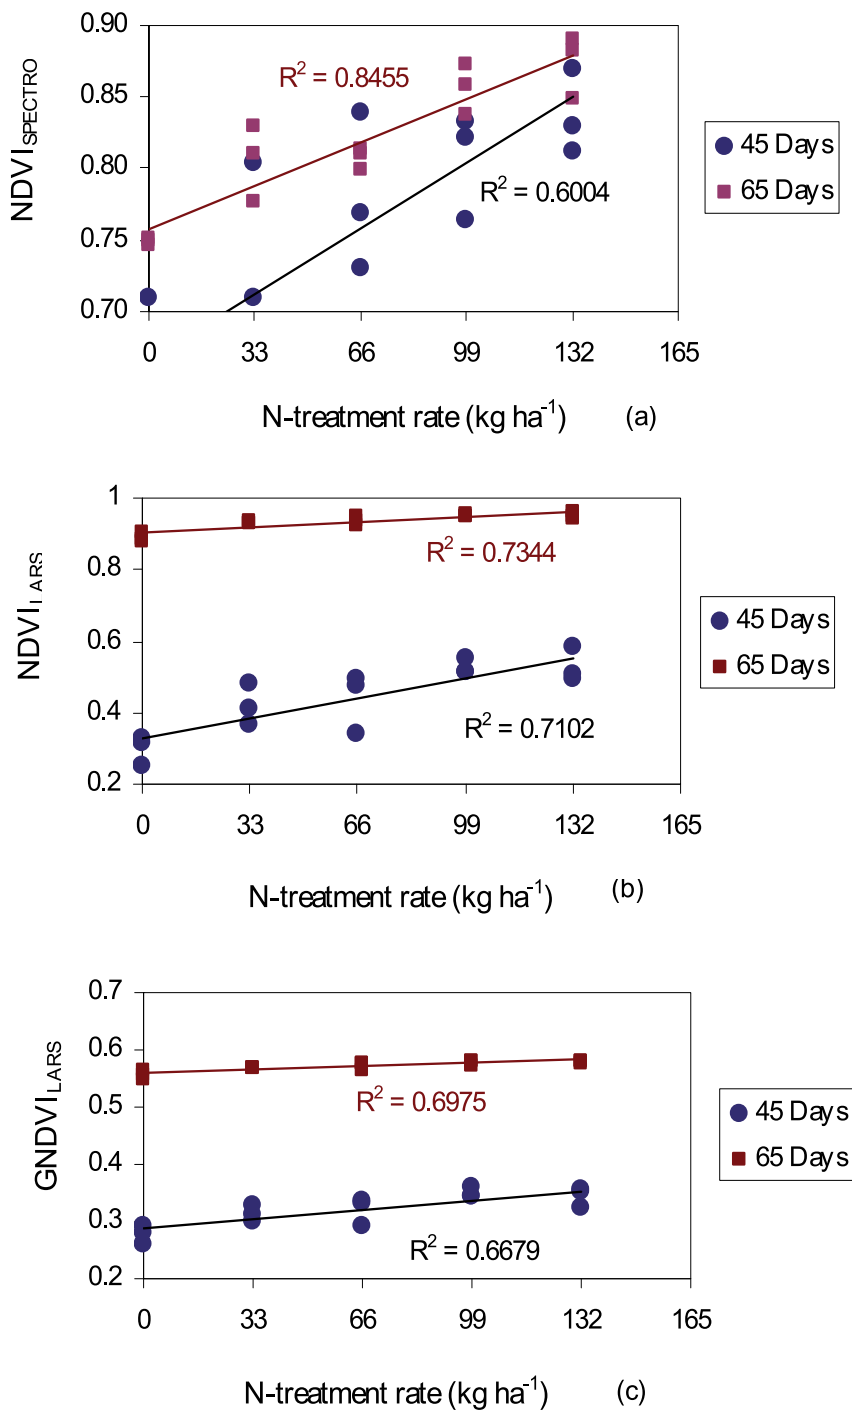 0.90
0.85
0.80
0.75
0.70
NDVISPECTRO
R2 = 0.8455
R2 = 0.6004
45 Days
65 Days
0 33 66 99 132 165
N-treatment rate (kg ha-1) (a)
1
0.8
0.6
0.4
0.2
NDVILARS
R2 = 0.7344
R2 = 0.7102
45 Days
65 Days
0 33 66 99 132 165
N-treatment rate (kg ha-1) (b)
0.7
0.6
0.5
0.4
0.3
0.2
GNDVILARS
R2 = 0.6975
R2 = 0.6679
45 Days
65 Days
0 33 66 99 132 165
N-treatment rate (kg ha-1) (c)